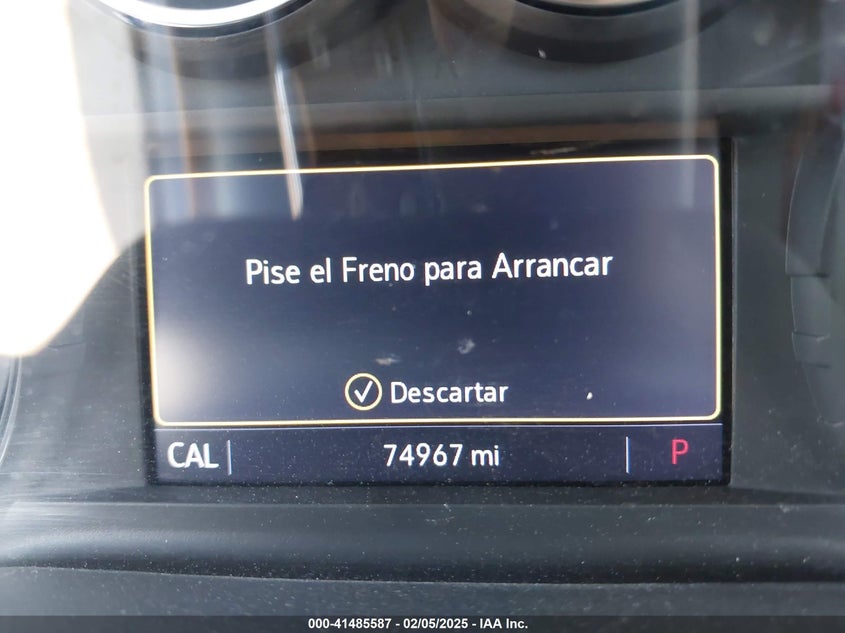 Pise el Freno para Arrancar
Descartar
CAL 74967 mi P
000-41485587 - 02/05/2025 - IAA Inc.